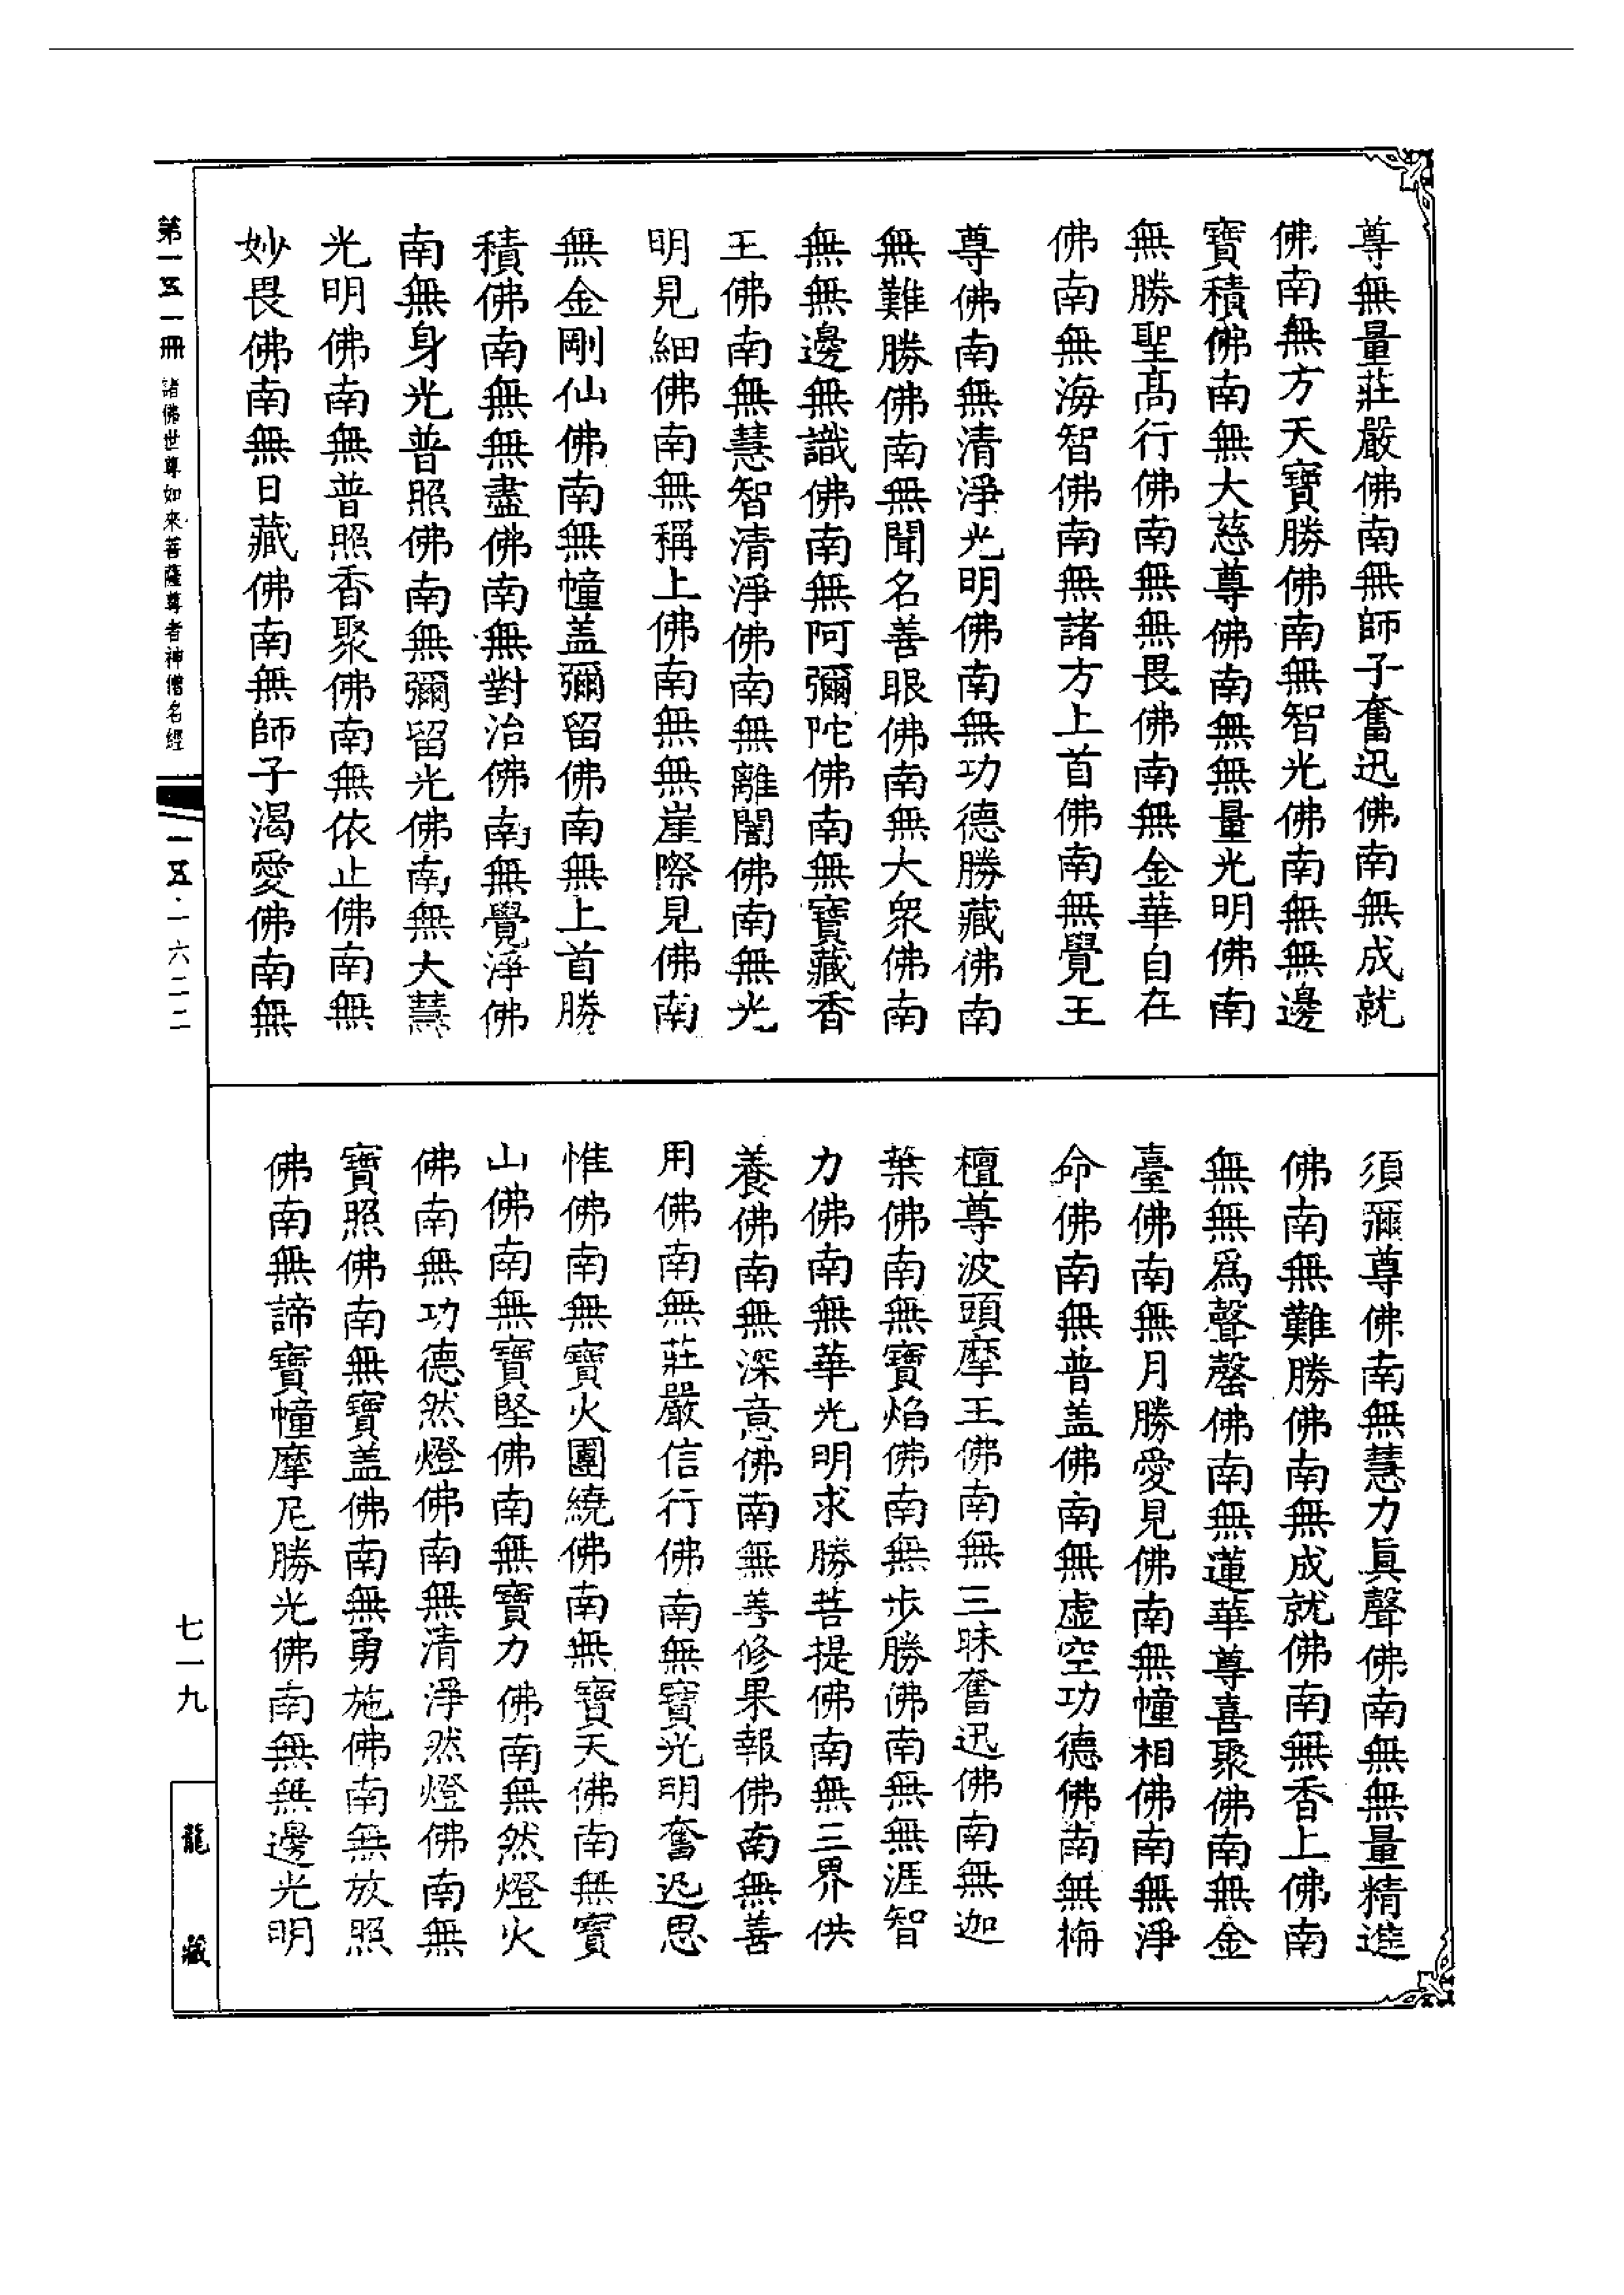 尊無量莊嚴佛南無師子奮迅佛南無成就
佛南無方天寶勝佛南無智光佛南無無邊
寶積佛南無大慈尊佛南無無量光明佛南
無勝聖髙行佛南無無畏佛南無金華自在
佛南無海智佛南無諸方上首佛南無覺王
尊佛南無清淨光明佛南無功德勝藏佛南
無難勝佛南無聞名善眼佛南無大衆佛南
無無邊無識佛南無阿彌陀佛南無寶藏香
王佛南無慧智清淨佛南無離闇佛南無光
明見細佛南無稱上佛南無無崖際見佛南
無金剛仙佛南無幢盖彌留佛南無上首勝
積佛南無無盡佛南無對治佛南無覺淨佛
南無身光普照佛南無彌留光佛南無大慧
光明佛南無普照香聚佛南無依止佛南無
妙畏佛南無日藏佛南無師子渴愛佛南無
須彌尊佛南無慧力眞聲佛南無無量精進
佛南無難勝佛南無成就佛南無香上佛南
無無爲聲罄佛南無蓮華尊喜聚佛南無金
臺佛南無月勝愛見佛南無幢相佛南無淨
命佛南無普盖佛南無虛空功德佛南無栴
檀尊波頭摩王佛南無三昧奮迅佛南無迦
葉佛南無寶焰佛南無步勝佛南無無涯智
力佛南無華光明求勝菩提佛南無三界供
養佛南無深意佛南無善修果報佛南無善
用佛南無莊嚴信行佛南無寶光明奮迅思
惟佛南無寶火圍繞佛南無寶天佛南無寶
山佛南無寶堅佛南無寶力佛南無然燈火
佛南無功德然燈佛南無清淨然燈佛南無
寶照佛南無寶盖佛南無勇施佛南無放照
佛南無諦寶幢摩尼勝光佛南無無邊光明
第一五一冊 諸佛世尊如來菩薩尊者神僧名經
一五·一六二二
七一九
龍藏